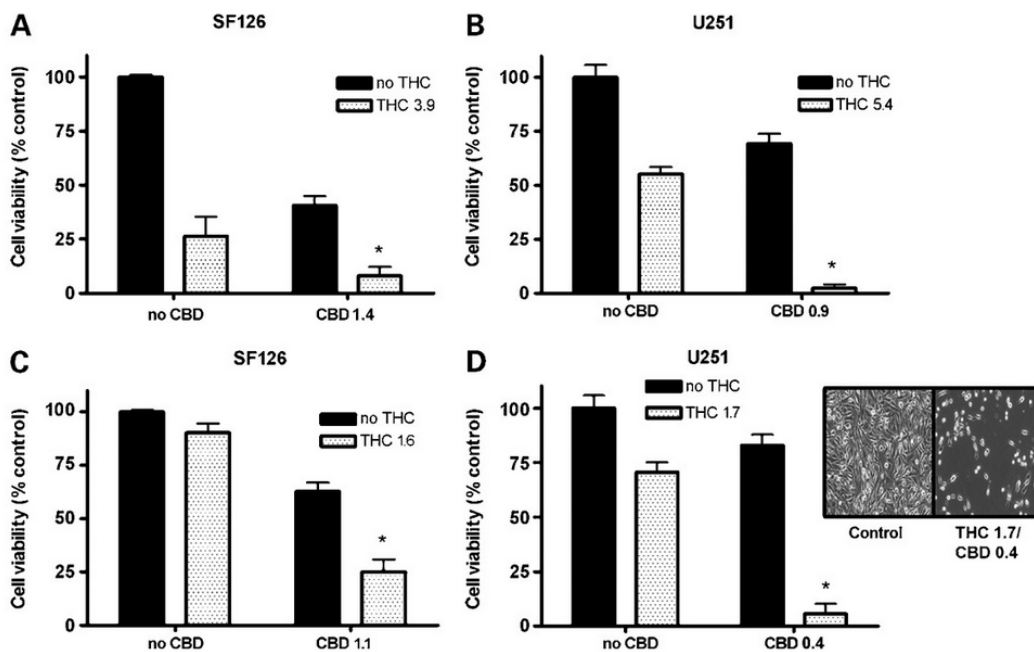 A
SF126
Cell viability (% control)
100
75
50
25
0
no THC
THC 3.9
no CBD
CBD 1.4
B
U251
Cell viability (% control)
100
75
50
25
0
no THC
THC 5.4
*
*
no CBD
CBD 0.9
C
SF126
Cell viability (% control)
100
75
50
25
0
no THC
THC 1.6
*
no CBD
CBD 1.1
D
U251
Cell viability (% control)
100
75
50
25
0
no THC
THC 1.7
*
no CBD
CBD 0.4
Control
THC 1.7/
CBD 0.4